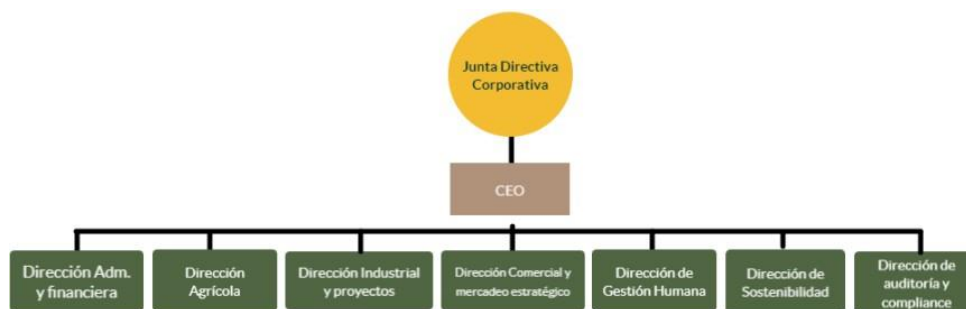 Junta Directiva
Corporativa
CEO
Dirección Adm.
y financiera
Dirección
Agrícola
Dirección Industrial
y proyectos
Dirección Comercial y
mercadeo estratégico
Dirección de
Gestión Humana
Dirección de
Sostenibilidad
Dirección de
auditoría y
compliance